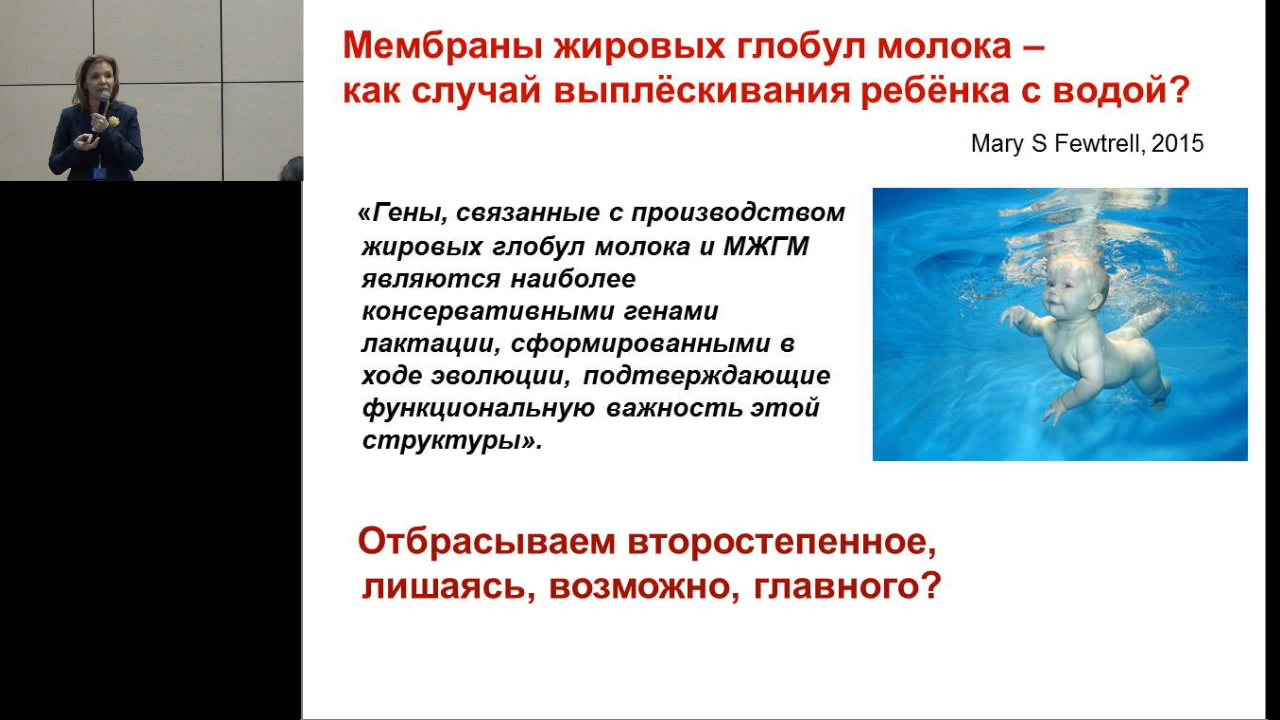 Мембраны жировых глобул молока –
как случай выплёскивания ребёнка с водой?
Mary S Fewtrell, 2015
«Гены, связанные с производством
жировых глобул молока и МЖГМ
являются наиболее
консервативными генами
лактации, сформированными в
ходе эволюции, подтверждающие
функциональную важность этой
структуры».
Отбрасываем второстепенное,
лишаясь, возможно, главного?